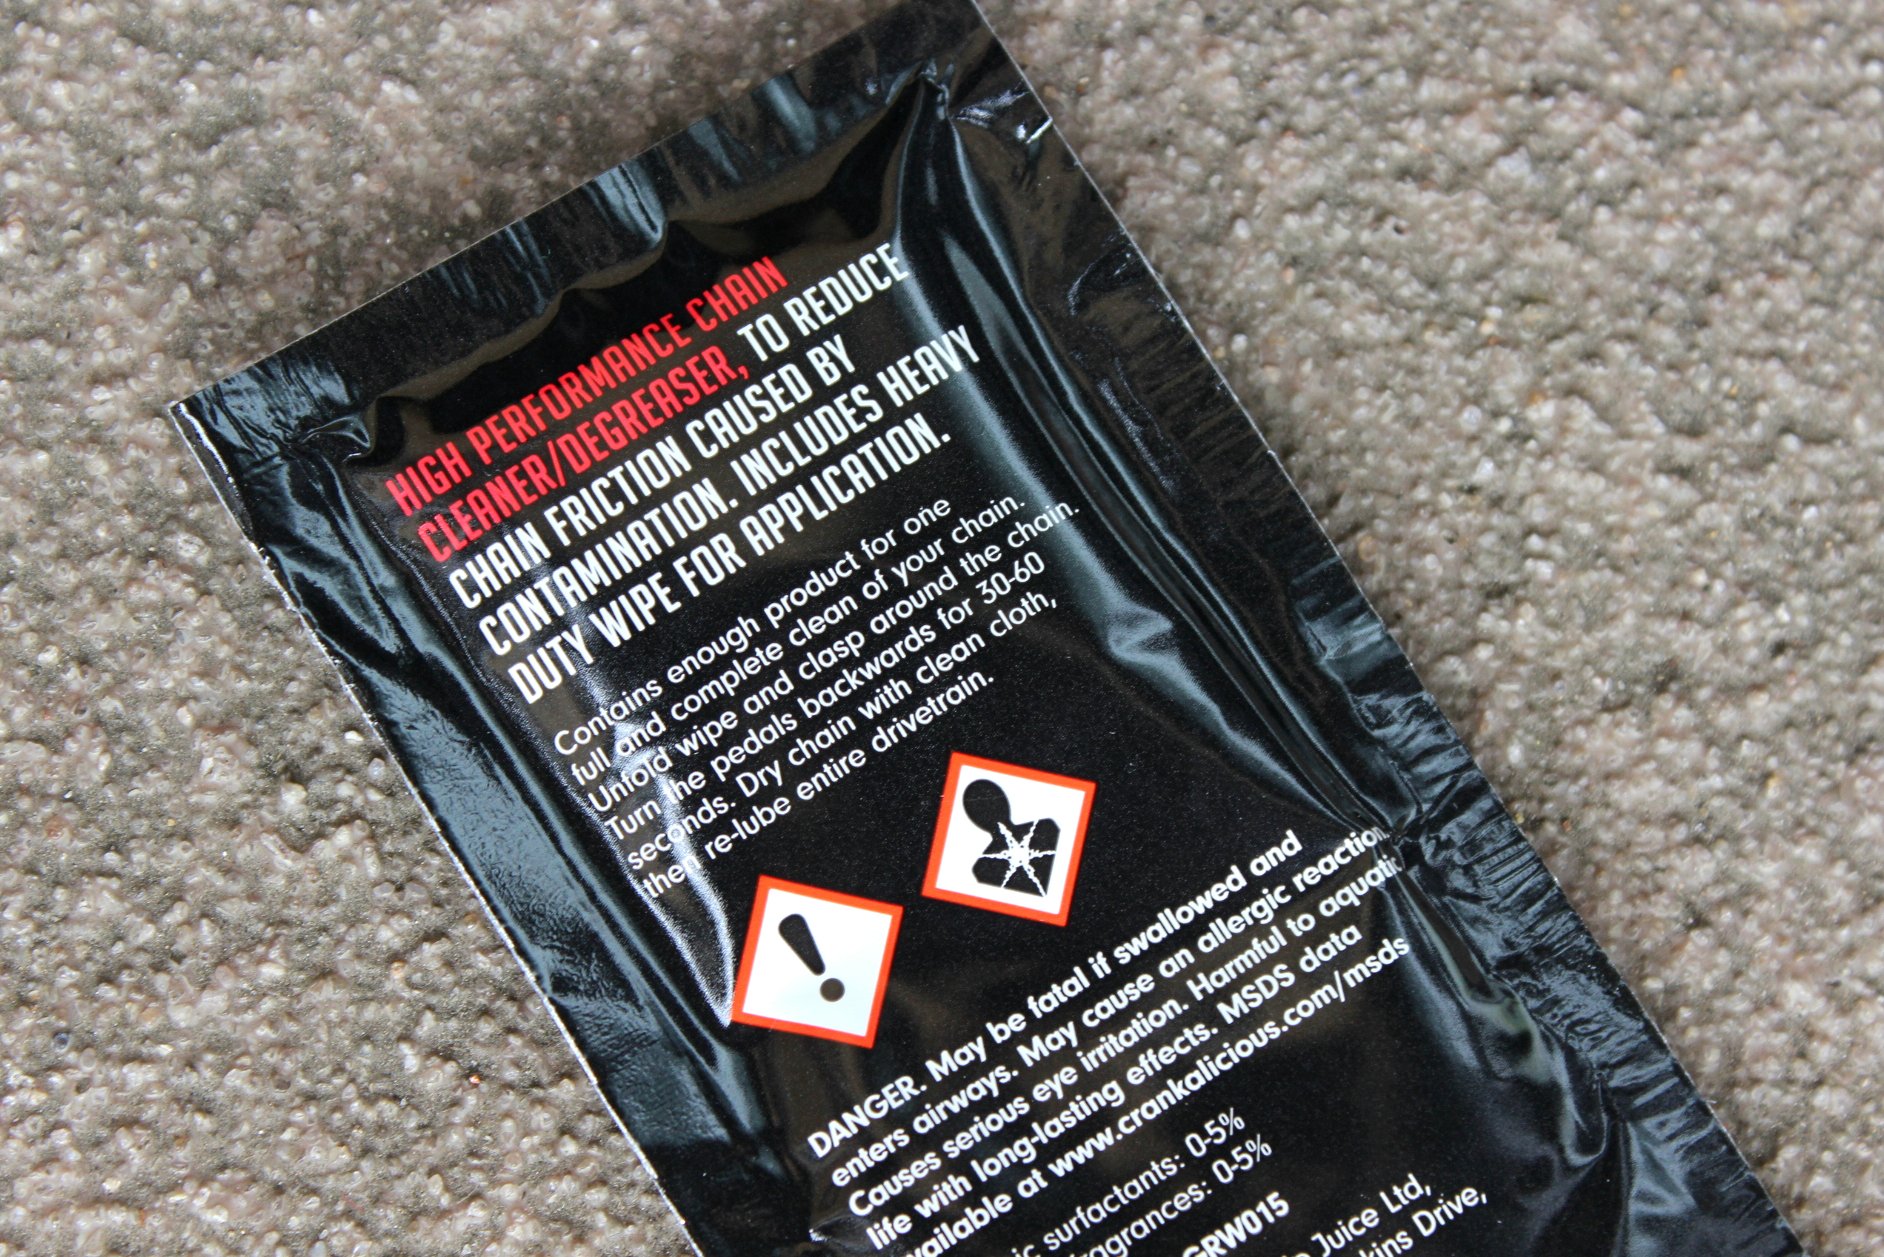 HIGH PERFORMANCE CHAIN
CLEANER/DEGREASER, TO REDUCE
CHAIN FRICTION CAUSED BY
CONTAMINATION. INCLUDES HEAVY
DUTY WIPE FOR APPLICATION.
Contains enough product for one
full and complete clean of your chain.
Unfold wipe and clasp around the chain.
Turn the pedals backwards for 30-60
seconds. Dry chain with clean cloth,
then re-lube entire drivetrain.
DANGER. May be fatal if swallowed and
enters airways. May cause an allergic reaction.
Causes serious eye irritation. Harmful to aquatic
life with long-lasting effects. MSDS data
available at www.crankalicious.com/msds
surfactants: 0-5%
fragrances: 0-5%
GRW015
Juice Ltd,
Drive,